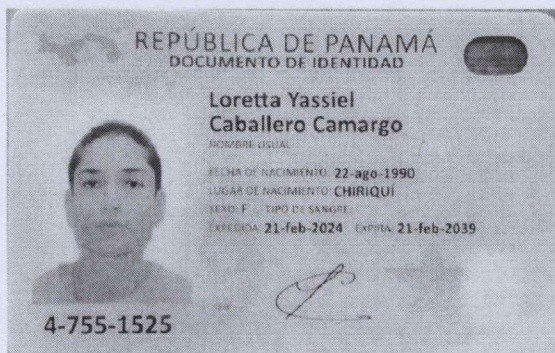 REPÚBLICA DE PANAMÁ
DOCUMENTO DE IDENTIDAD
Loretta Yassiel
Caballero Camargo
NOMBRE USUAL:
FECHA DE NACIMIENTO: 22-ago-1990
LUGAR DE NACIMIENTO: CHIRIQUÍ
SEXO: F TIPO DE SANGRE:
EXPEDIDA: 21-feb-2024 EXPIRA: 21-feb-2039
4-755-1525